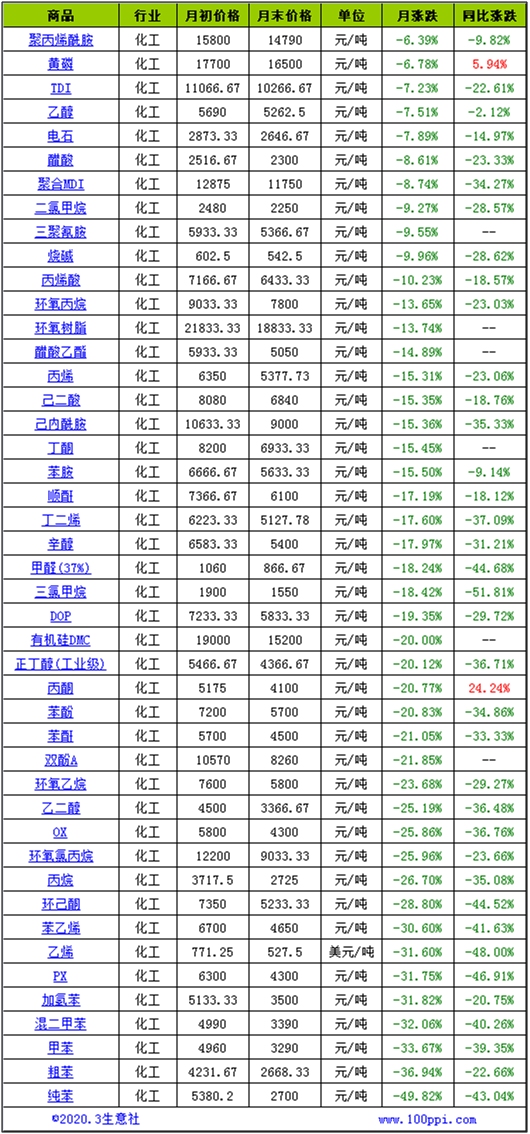 商品 行业 月初价格 月末价格 单位 月涨跌 同比涨跌
聚丙烯酰胺 化工 15800 14790 元/吨 -6.39% -9.82%
黄磷 化工 17700 16500 元/吨 -6.78% 5.94%
TDI 化工 11066.67 10266.67 元/吨 -7.23% -22.61%
乙醇 化工 5690 5262.5 元/吨 -7.51% -2.12%
电石 化工 2873.33 2646.67 元/吨 -7.89% -14.97%
醋酸 化工 2516.67 2300 元/吨 -8.61% -23.33%
聚合MDI 化工 12875 11750 元/吨 -8.74% -34.27%
二氯甲烷 化工 2480 2250 元/吨 -9.27% -28.57%
三聚氰胺 化工 5933.33 5366.67 元/吨 -9.55% --
烧碱 化工 602.5 542.5 元/吨 -9.96% -28.62%
丙烯酸 化工 7166.67 6433.33 元/吨 -10.23% -18.57%
环氧丙烷 化工 9033.33 7800 元/吨 -13.65% -23.03%
环氧树脂 化工 21833.33 18833.33 元/吨 -13.74% --
醋酸乙酯 化工 5933.33 5050 元/吨 -14.89% --
丙烯 化工 6350 5377.73 元/吨 -15.31% -23.06%
己二酸 化工 8080 6840 元/吨 -15.35% -18.76%
己内酰胺 化工 10633.33 9000 元/吨 -15.36% -35.33%
丁酮 化工 8200 6933.33 元/吨 -15.45% --
苯胺 化工 6666.67 5633.33 元/吨 -15.50% -9.14%
顺酐 化工 7366.67 6100 元/吨 -17.19% -18.12%
丁二烯 化工 6223.33 5127.78 元/吨 -17.60% -37.09%
辛醇 化工 6583.33 5400 元/吨 -17.97% -31.21%
甲醛(37%) 化工 1060 866.67 元/吨 -18.24% -44.68%
三氯甲烷 化工 1900 1550 元/吨 -18.42% -51.81%
DOP 化工 7233.33 5833.33 元/吨 -19.35% -29.72%
有机硅DMC 化工 19000 15200 元/吨 -20.00% --
正丁醇(工业级) 化工 5466.67 4366.67 元/吨 -20.12% -36.71%
丙酮 化工 5175 4100 元/吨 -20.77% 24.24%
苯酚 化工 7200 5700 元/吨 -20.83% -34.86%
苯酐 化工 5700 4500 元/吨 -21.05% -33.33%
双酚A 化工 10570 8260 元/吨 -21.85% --
环氧乙烷 化工 7600 5800 元/吨 -23.68% -29.27%
乙二醇 化工 4500 3366.67 元/吨 -25.19% -36.48%
OX 化工 5800 4300 元/吨 -25.86% -36.76%
环氧氯丙烷 化工 12200 9033.33 元/吨 -25.96% -23.66%
丙烷 化工 3717.5 2725 元/吨 -26.70% -35.08%
环己酮 化工 7350 5233.33 元/吨 -28.80% -44.52%
苯乙烯 化工 6700 4650 元/吨 -30.60% -41.63%
乙烯 化工 771.25 527.5 美元/吨 -31.60% -48.00%
PX 化工 6300 4300 元/吨 -31.75% -46.91%
加氢苯 化工 5133.33 3500 元/吨 -31.82% -20.75%
混二甲苯 化工 4990 3390 元/吨 -32.06% -40.26%
甲苯 化工 4960 3290 元/吨 -33.67% -39.35%
粗苯 化工 4231.67 2668.33 元/吨 -36.94% -22.66%
纯苯 化工 5380.2 2700 元/吨 -49.82% -43.04%
©2020.3生意社 www.100ppi.com